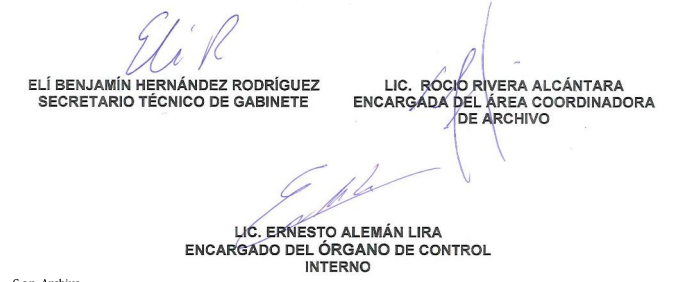 Eli R
ELÍ BENJAMÍN HERNÁNDEZ RODRÍGUEZ
SECRETARIO TÉCNICO DE GABINETE
LIC. ROCIO RIVERA ALCÁNTARA
ENCARGADA DEL ÁREA COORDINADORA
DE ARCHIVO
LIC. ERNESTO ALEMÁN LIRA
ENCARGADO DEL ÓRGANO DE CONTROL
INTERNO
Archivo